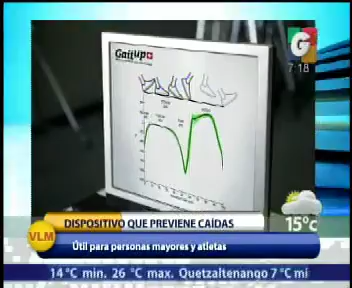 Gaitup
G
7:18
DISPOSITIVO QUE PREVIENE CAÍDAS
15°C
VLM
Útil para personas mayores y atletas
14°C min. 26 °C max. Quetzaltenango 7°C mi